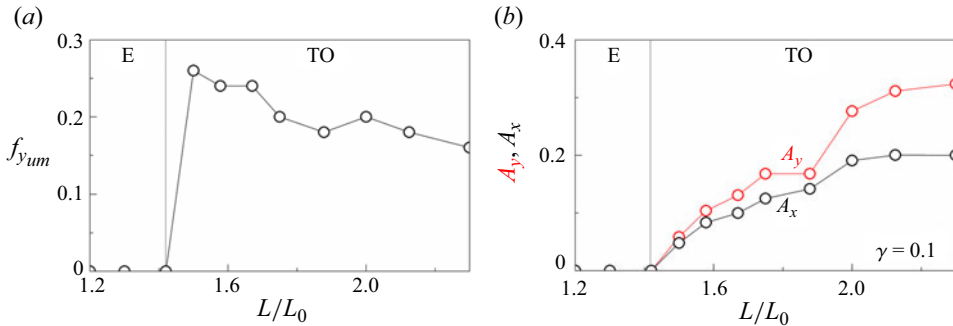 (a)
0.3
E
TO
0.2
f_{y_{um}}
0.1
0
1.2
1.6
2.0
L/L_0
(b)
0.4
E
TO
A_y, A_x
0.2
A_y
A_x
γ = 0.1
0
1.2
1.6
2.0
L/L_0